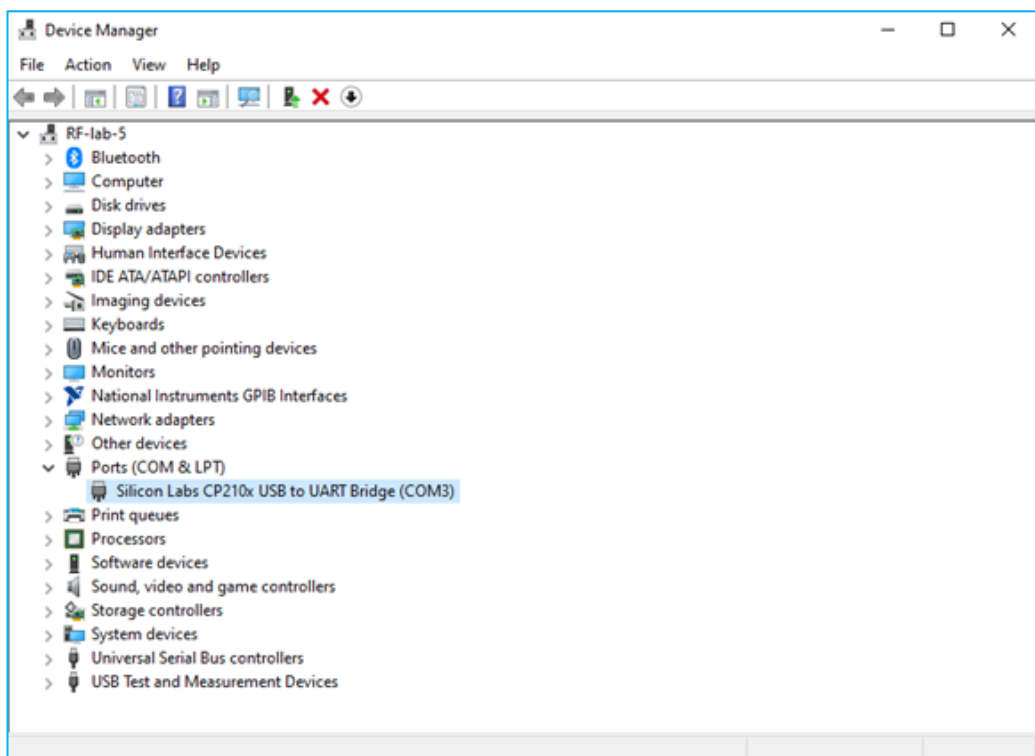 Device Manager
File Action View Help
RF-lab-5
Bluetooth
Computer
Disk drives
Display adapters
Human Interface Devices
IDE ATA/ATAPI controllers
Imaging devices
Keyboards
Mice and other pointing devices
Monitors
National Instruments GPIB Interfaces
Network adapters
Other devices
Ports (COM & LPT)
Silicon Labs CP210x USB to UART Bridge (COM3)
Print queues
Processors
Software devices
Sound, video and game controllers
Storage controllers
System devices
Universal Serial Bus controllers
USB Test and Measurement Devices